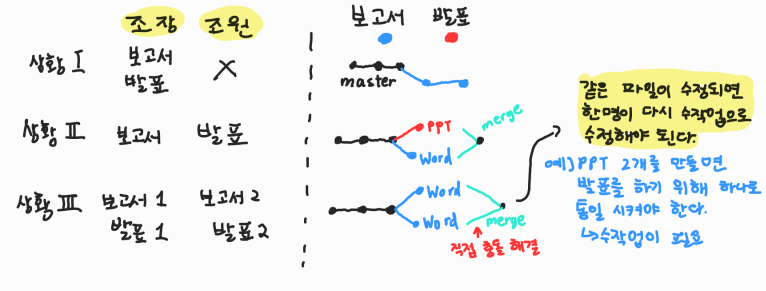 조장 조원
상황 I 보고서 X
발표
상황 II 보고서 발표
상황 III 보고서 1 보고서 2
발표 1 발표 2
보고서 발표
master
PPT merge
Word
Word
Word merge
직접 충돌 해결
같은 파일이 수정되면
한명이 다시 수작업으로
수정해야 된다.
예) PPT 2개를 만들면
발표를 하기 위해 하나로
통일 시켜야 한다.
↳수작업이 필요